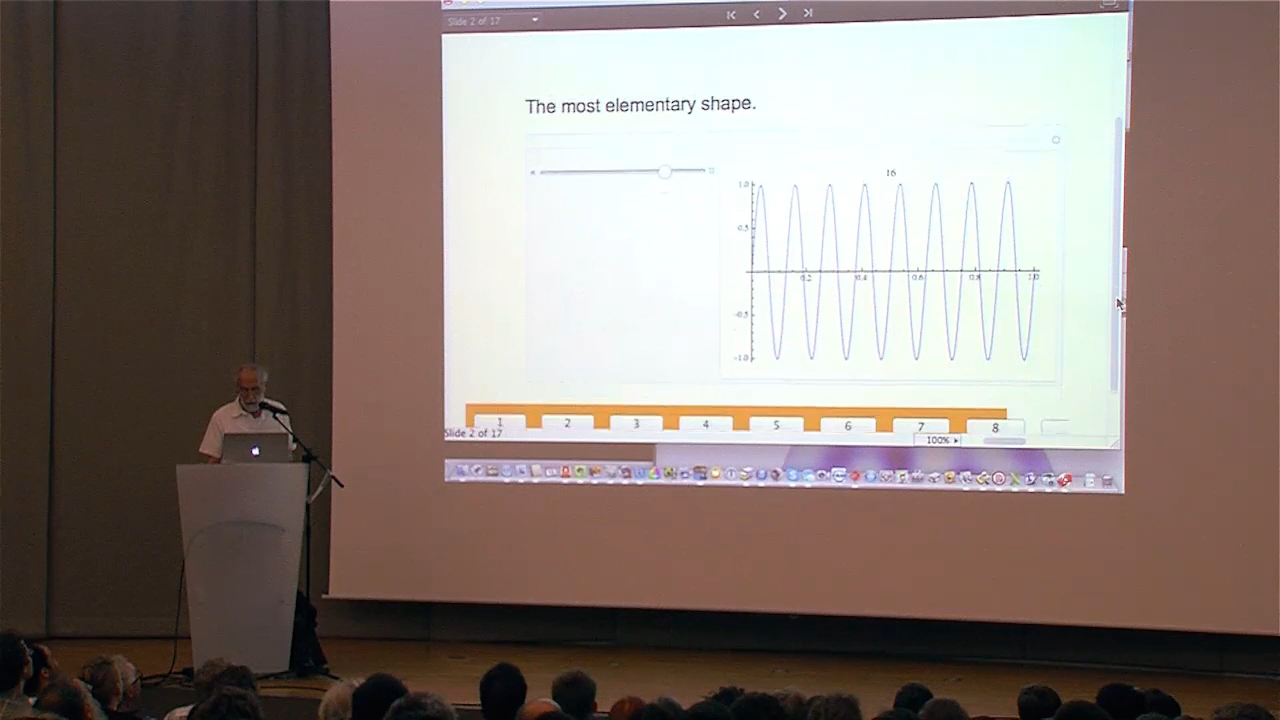 Slide 2 of 17
The most elementary shape.
16
1.0
0.5
0.2 0.4 0.6 0.8 1.0
-0.5
-1.0
1 2 3 4 5 6 7 8
Slide 2 of 17
100%